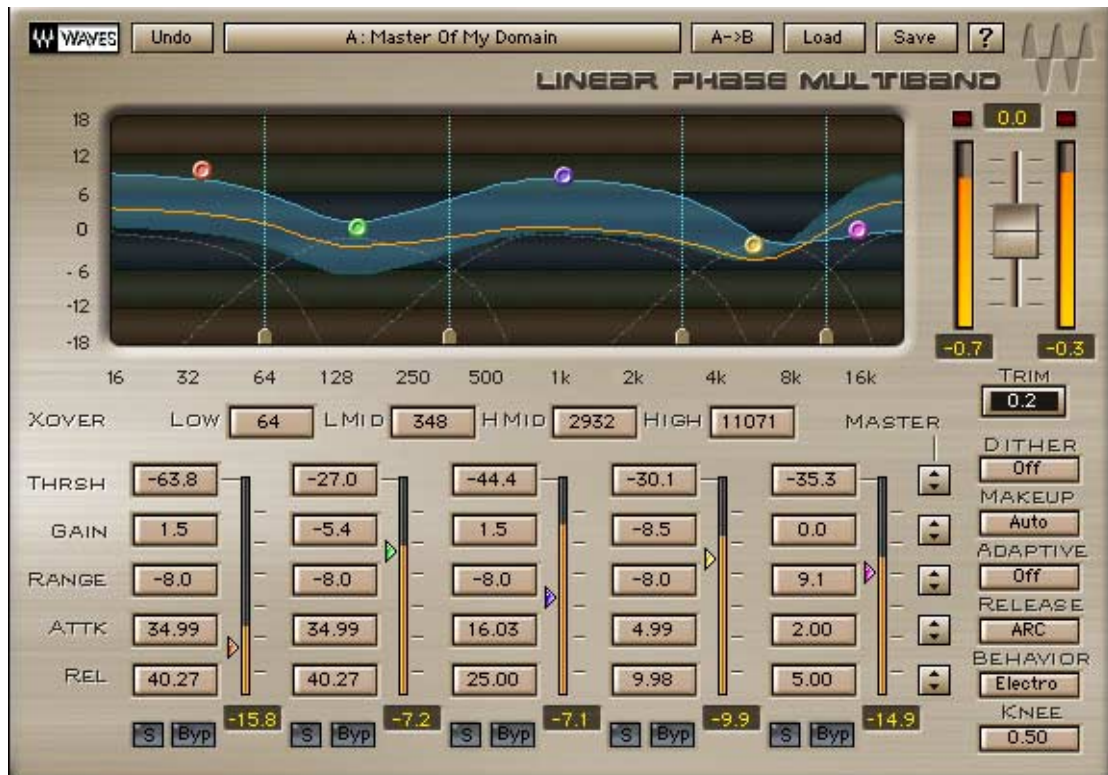 WAVES Undo A: Master Of My Domain A->B Load Save ?
LINEAR PHASE MULTIBAND
18
12
6
0
-6
-12
-18
0.0
-0.7 -0.3
16 32 64 128 250 500 1k 2k 4k 8k 16k
TRIM
0.2
XOVER LOW 64 LMID 348 HMID 2932 HIGH 11071 MASTER
DITHER
Off
THRSH -63.8 -27.0 -44.4 -30.1 -35.3
MAKEUP
Auto
GAIN 1.5 -5.4 1.5 -8.5 0.0
ADAPTIVE
Off
RANGE -8.0 -8.0 -8.0 -8.0 9.1
RELEASE
ARC
ATTK 34.99 34.99 16.03 4.99 2.00
BEHAVIOR
Electro
REL 40.27 40.27 25.00 9.98 5.00
KNEE
0.50
-15.8 -7.2 -7.1 -9.9 -14.9
S Byp S Byp S Byp S Byp S Byp